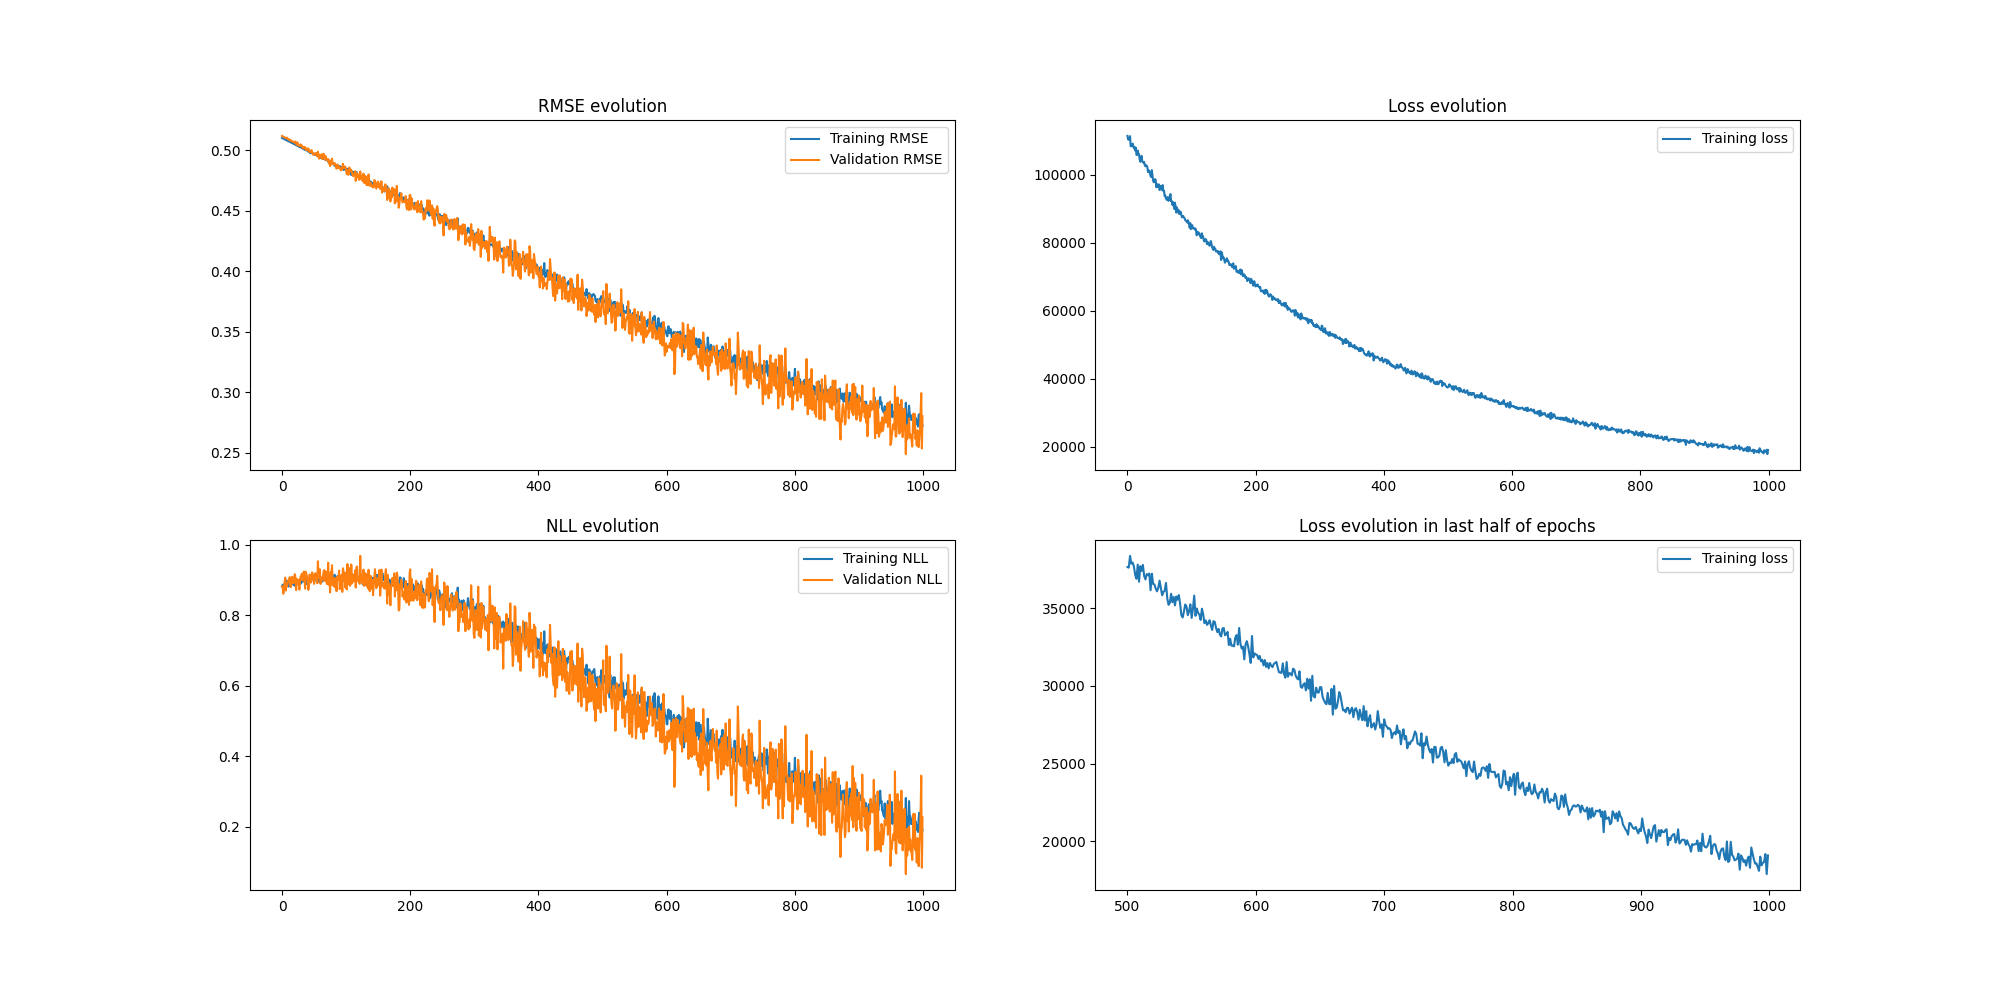 RMSE evolution
Training RMSE
Validation RMSE
0.50
0.45
0.40
0.35
0.30
0.25
0 200 400 600 800 1000
Loss evolution
Training loss
100000
80000
60000
40000
20000
0 200 400 600 800 1000
NLL evolution
Training NLL
Validation NLL
1.0
0.8
0.6
0.4
0.2
0 200 400 600 800 1000
Loss evolution in last half of epochs
Training loss
35000
30000
25000
20000
500 600 700 800 900 1000